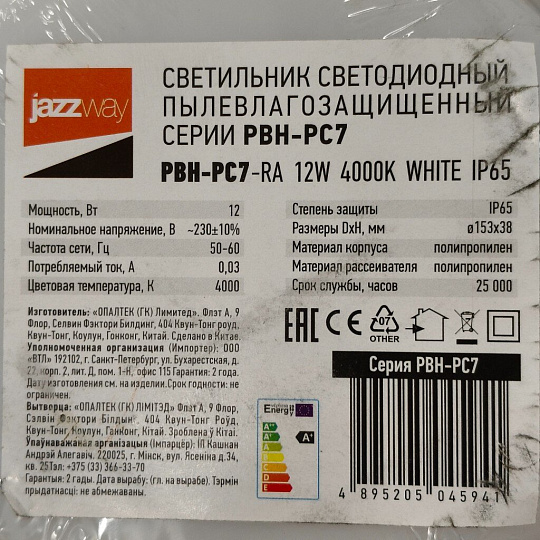 jazzway
СВЕТИЛЬНИК СВЕТОДИОДНЫЙ
ПЫЛЕВЛАГОЗАЩИЩЕННЫЙ
СЕРИИ PBH-PC7
PBH-PC7-RA 12W 4000K WHITE IP65
Мощность, Вт 12
Номинальное напряжение, В ~230±10%
Частота сети, Гц 50-60
Потребляемый ток, А 0,03
Цветовая температура, К 4000
Степень защиты IP65
Размеры DxH, мм ø153x38
Материал корпуса полипропилен
Материал рассеивателя полипропилен
Срок службы, часов 25 000
Изготовитель: «ОПАЛТЕК (ГК) Лимитед». Флэт А, 9
Флор, Селвин Фэктори Билдинг, 404 Квун-Тонг роуд,
Квун-Тонг, Коулун, Гонконг, Китай. Сделано в Китае.
Уполномоченная организация (Импортер): ООО
«ВТЛ» 192102, г. Санкт-Петербург, ул. Бухарестская, д.
22, корп. 2, лит. Д, пом. 1-Н, офис 115 Гарантия: 2 года.
Дату изготовления см. на изделии.Срок годности: не
ограничен.
Вытворца: «ОПАЛТЕК (ГК) ЛІМІТЭД» Флэт А, 9 Флор,
Сэлвін Фэктары Білдынг, 404 Квун-Тонг Роўд,
Квун-Тонг, Коулун, Ганконг, Кітай. Зроблена ў Кітаі.
Упаўнаважаная арганізацыя (Імпарцёр): ІП Кашнан
Андрэй Алегавіч. 220025, г. Мінск, вул. Ясеніна д.34,
кв. 25Тэл: +375 (33) 366-33-70
Гарантыя: 2 гады. Дата вырабу: (гл. на вырабе). Тэрмін
прыдатнасці: не абмежаваны.
EAC CE 07 OTHER
Серия PBH-PC7
Energy
A++
A+
A
B
C
D
E
A+
4 895205 045941